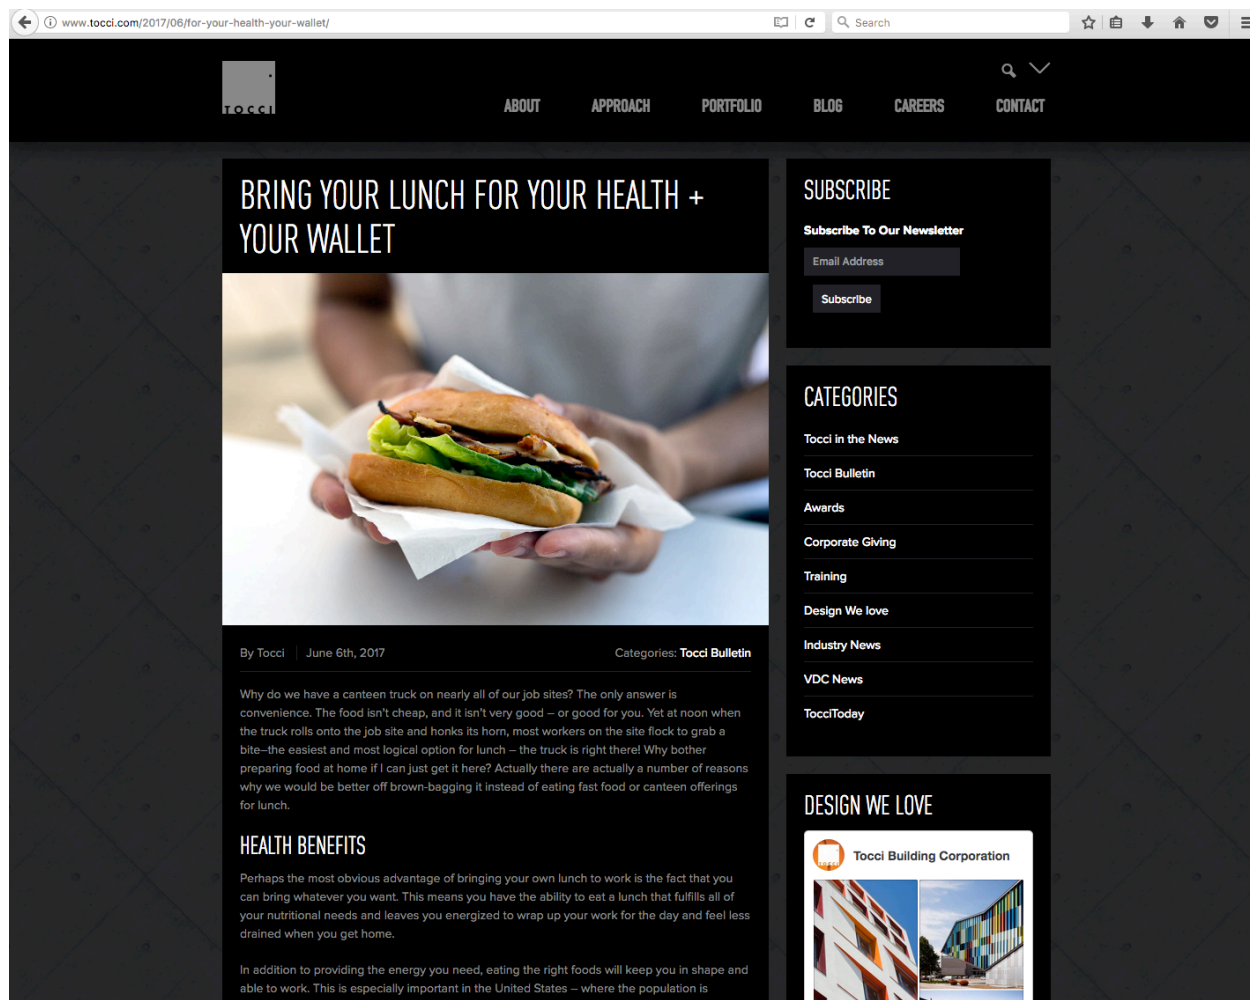 www.tocci.com/2017/06/for-your-health-your-wallet/
Search
TOCCI
ABOUT
APPROACH
PORTFOLIO
BLOG
CAREERS
CONTACT
BRING YOUR LUNCH FOR YOUR HEALTH +
YOUR WALLET
By Tocci
June 6th, 2017
Categories: Tocci Bulletin
Why do we have a canteen truck on nearly all of our job sites? The only answer is
convenience. The food isn't cheap, and it isn't very good – or good for you. Yet at noon when
the truck rolls onto the job site and honks its horn, most workers on the site flock to grab a
bite–the easiest and most logical option for lunch – the truck is right there! Why bother
preparing food at home if I can just get it here? Actually there are actually a number of reasons
why we would be better off brown-bagging it instead of eating fast food or canteen offerings
for lunch.
HEALTH BENEFITS
Perhaps the most obvious advantage of bringing your own lunch to work is the fact that you
can bring whatever you want. This means you have the ability to eat a lunch that fulfills all of
your nutritional needs and leaves you energized to wrap up your work for the day and feel less
drained when you get home.
In addition to providing the energy you need, eating the right foods will keep you in shape and
able to work. This is especially important in the United States – where the population is
SUBSCRIBE
Subscribe To Our Newsletter
Email Address
Subscribe
CATEGORIES
Tocci in the News
Tocci Bulletin
Awards
Corporate Giving
Training
Design We love
Industry News
VDC News
TocciToday
DESIGN WE LOVE
Tocci Building Corporation